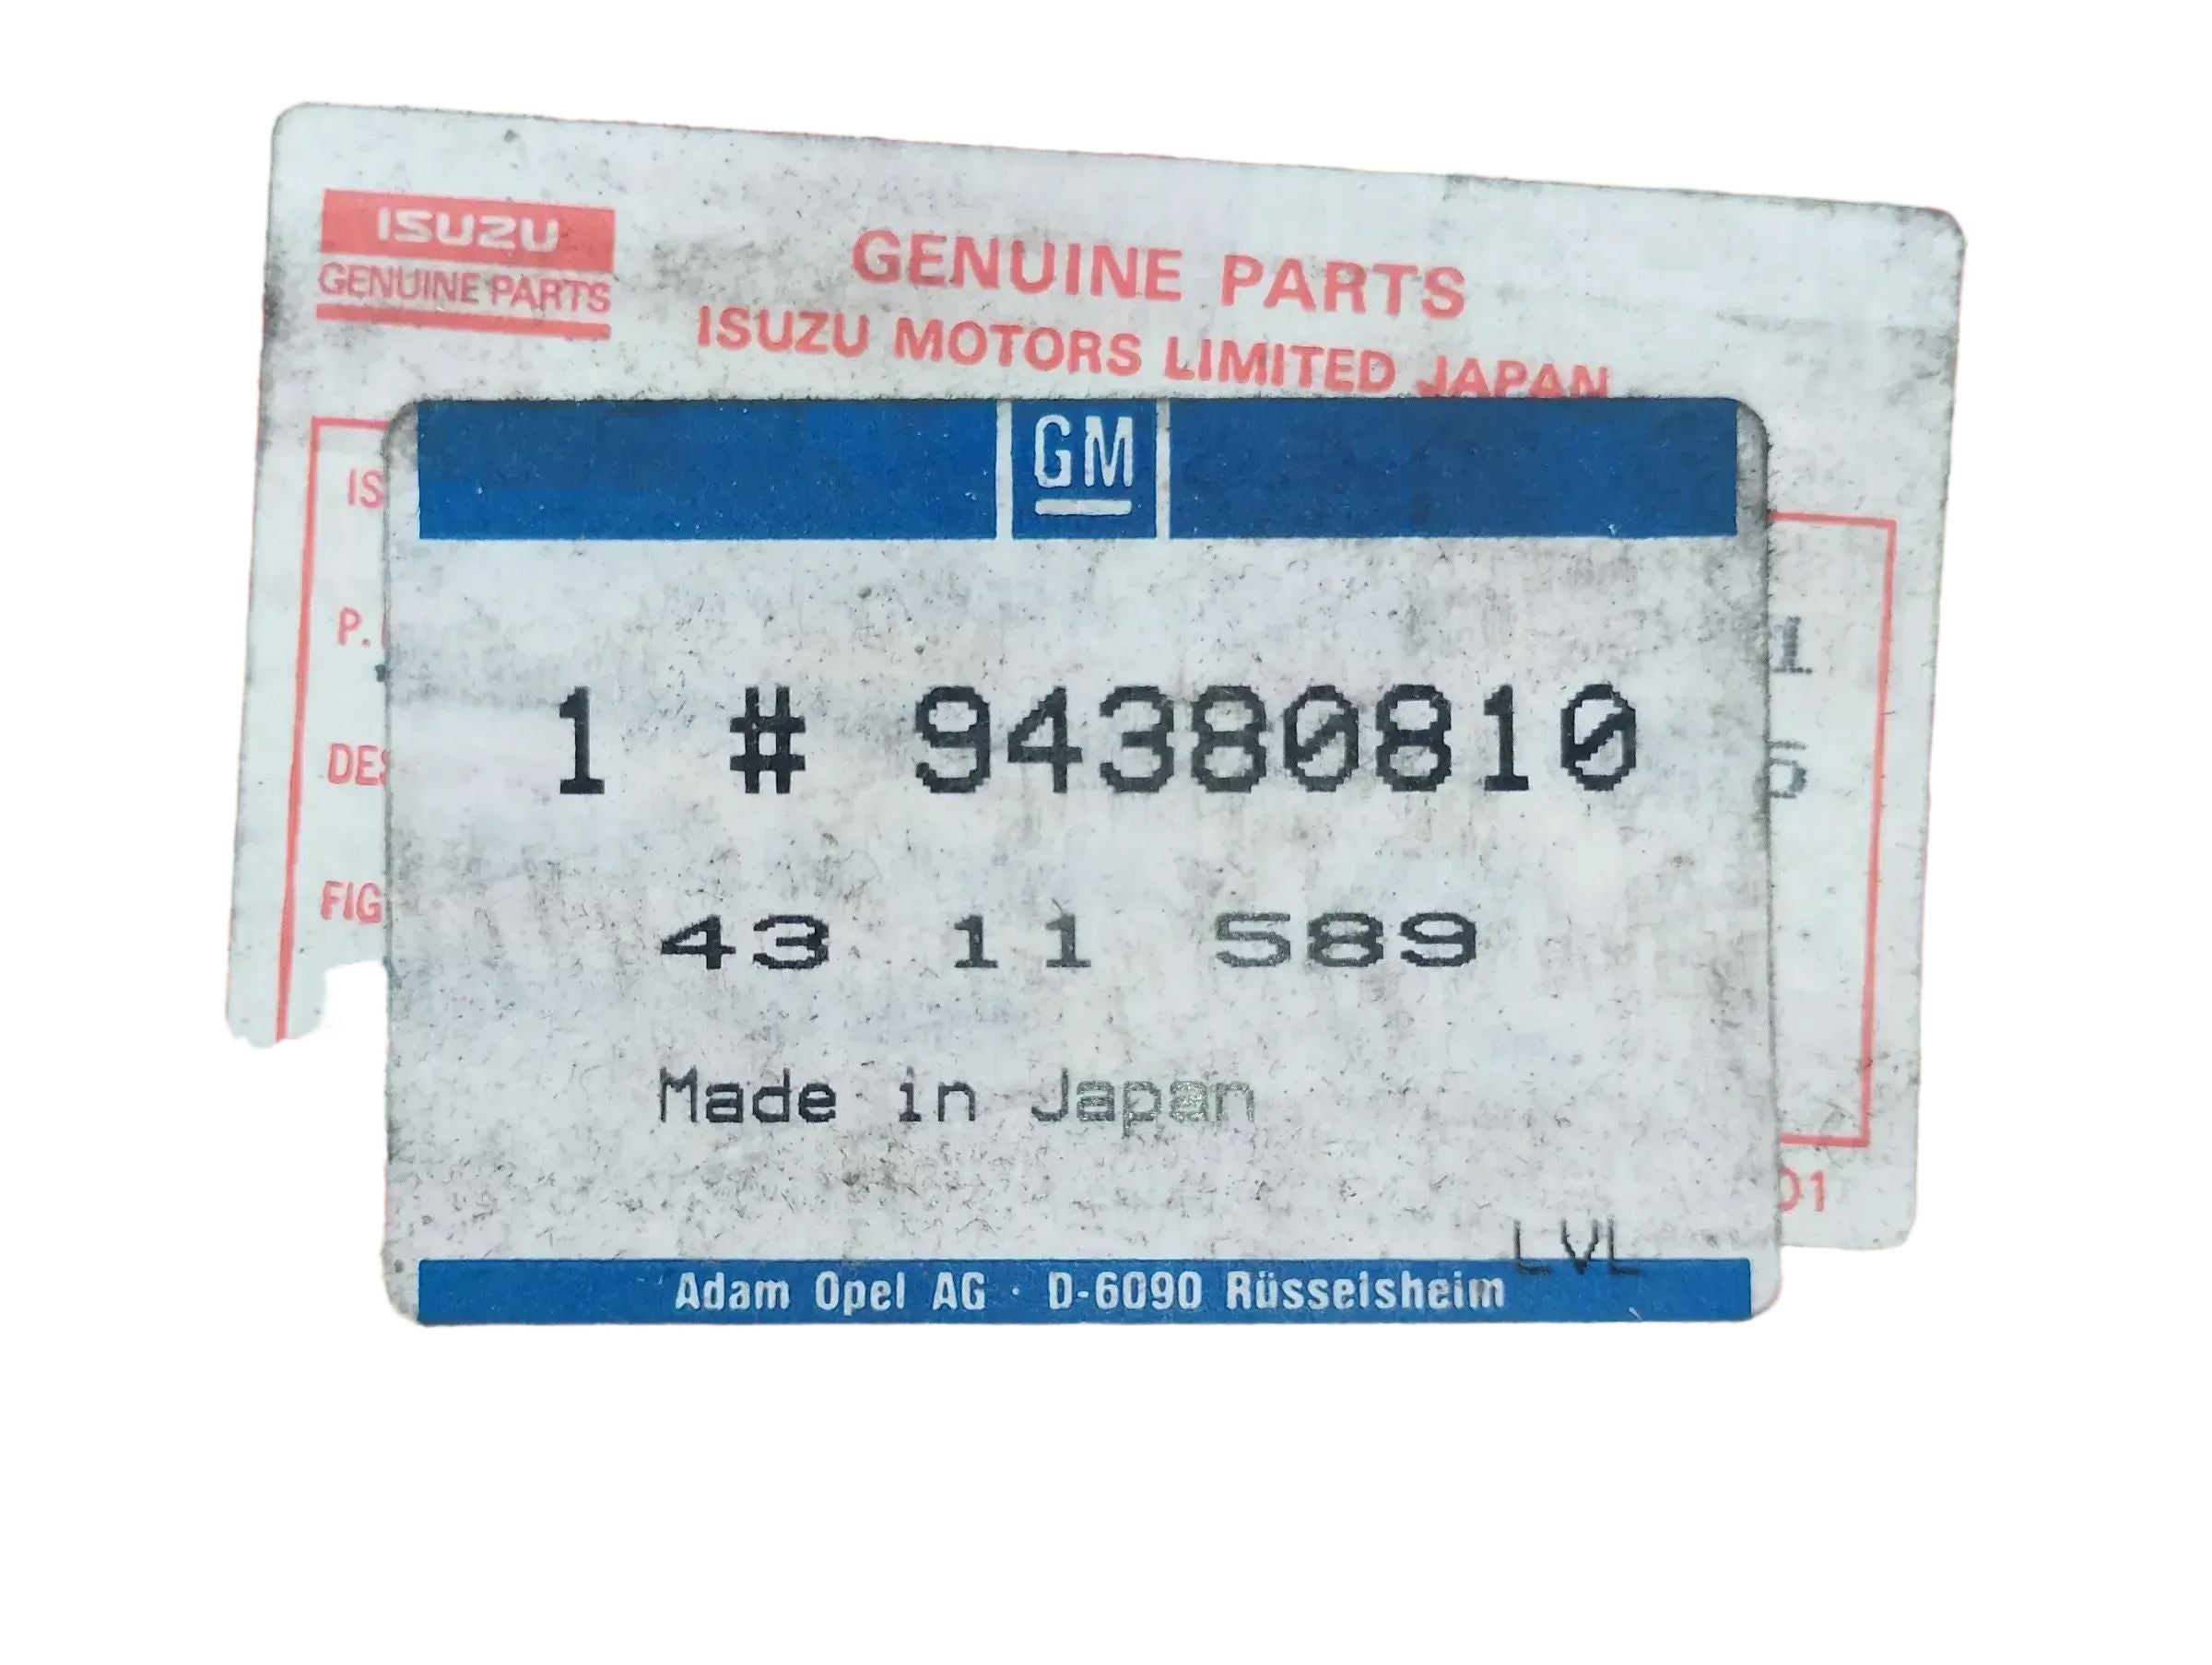 ISUZU
GENUINE PARTS
GENUINE PARTS
ISUZU MOTORS LIMITED JAPAN
GM
1 # 94380810
43 11 589
Made in Japan
LVL
Adam Opel AG · D-6090 Rüsselsheim